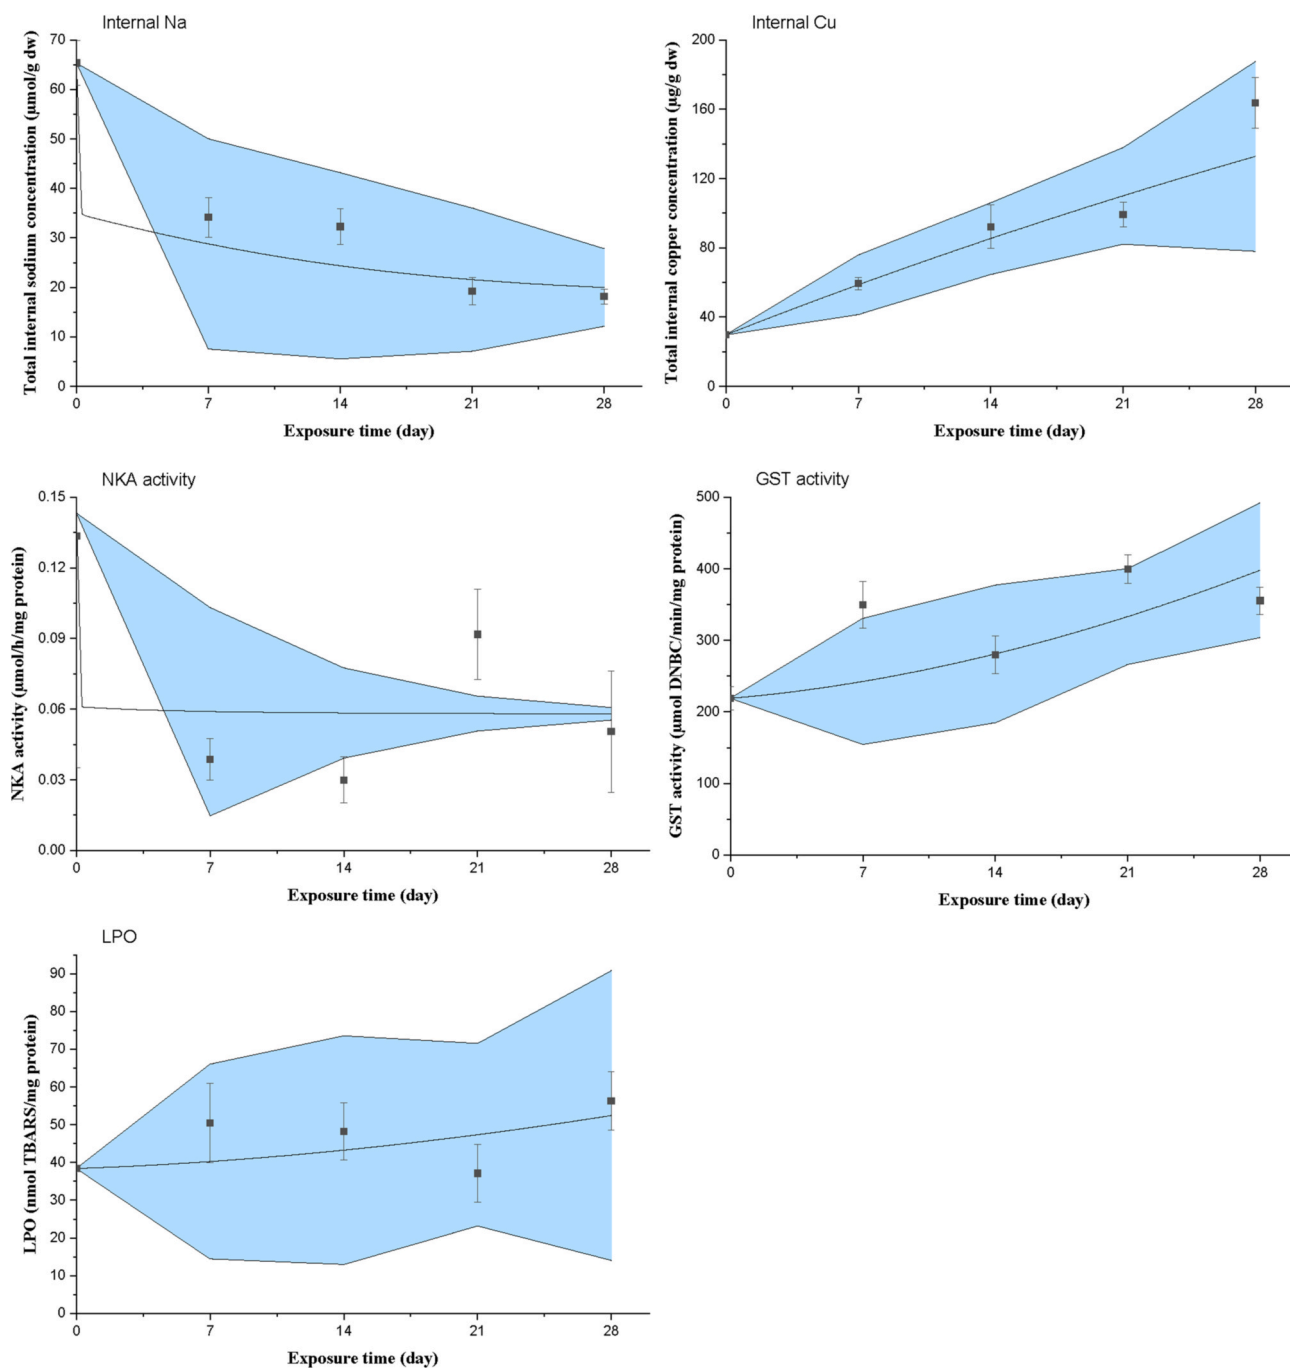 Internal Na
Total internal sodium concentration (μmol/g dw)
70
60
50
40
30
20
10
0
0 7 14 21 28
Exposure time (day)
Internal Cu
Total internal copper concentration (μg/g dw)
200
160
120
80
40
0
0 7 14 21 28
Exposure time (day)
NKA activity
NKA activity (μmol/h/mg protein)
0.15
0.12
0.09
0.06
0.03
0.00
0 7 14 21 28
Exposure time (day)
GST activity
GST activity (μmol DNBC/min/mg protein)
500
400
300
200
100
0
0 7 14 21 28
Exposure time (day)
LPO
LPO (nmol TBARS/mg protein)
90
80
70
60
50
40
30
20
10
0
0 7 14 21 28
Exposure time (day)